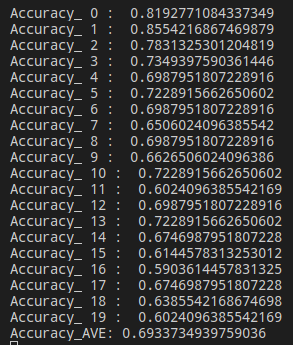 Accuracy_ 0 :  0.8192771084337349
Accuracy_ 1 :  0.8554216867469879
Accuracy_ 2 :  0.7831325301204819
Accuracy_ 3 :  0.7349397590361446
Accuracy_ 4 :  0.6987951807228916
Accuracy_ 5 :  0.7228915662650602
Accuracy_ 6 :  0.6987951807228916
Accuracy_ 7 :  0.6506024096385542
Accuracy_ 8 :  0.6987951807228916
Accuracy_ 9 :  0.6626506024096386
Accuracy_ 10 :  0.7228915662650602
Accuracy_ 11 :  0.6024096385542169
Accuracy_ 12 :  0.6987951807228916
Accuracy_ 13 :  0.7228915662650602
Accuracy_ 14 :  0.6746987951807228
Accuracy_ 15 :  0.6144578313253012
Accuracy_ 16 :  0.5903614457831325
Accuracy_ 17 :  0.6746987951807228
Accuracy_ 18 :  0.6385542168674698
Accuracy_ 19 :  0.6024096385542169
Accuracy_AVE: 0.6933734939759036